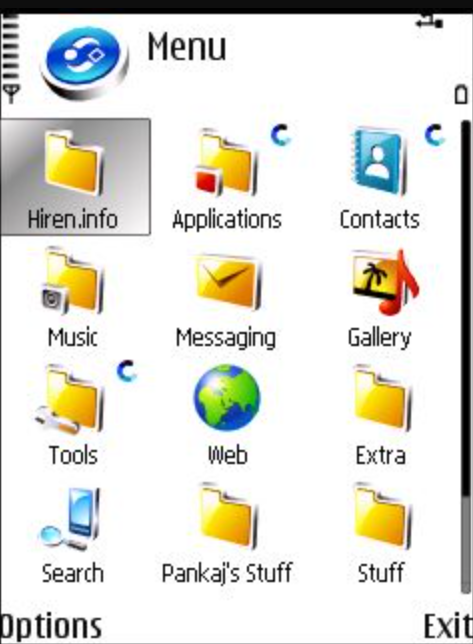 Menu
Hiren.info
Applications
Contacts
Music
Messaging
Gallery
Tools
Web
Extra
Search
Pankaj's Stuff
Stuff
Options
Exit